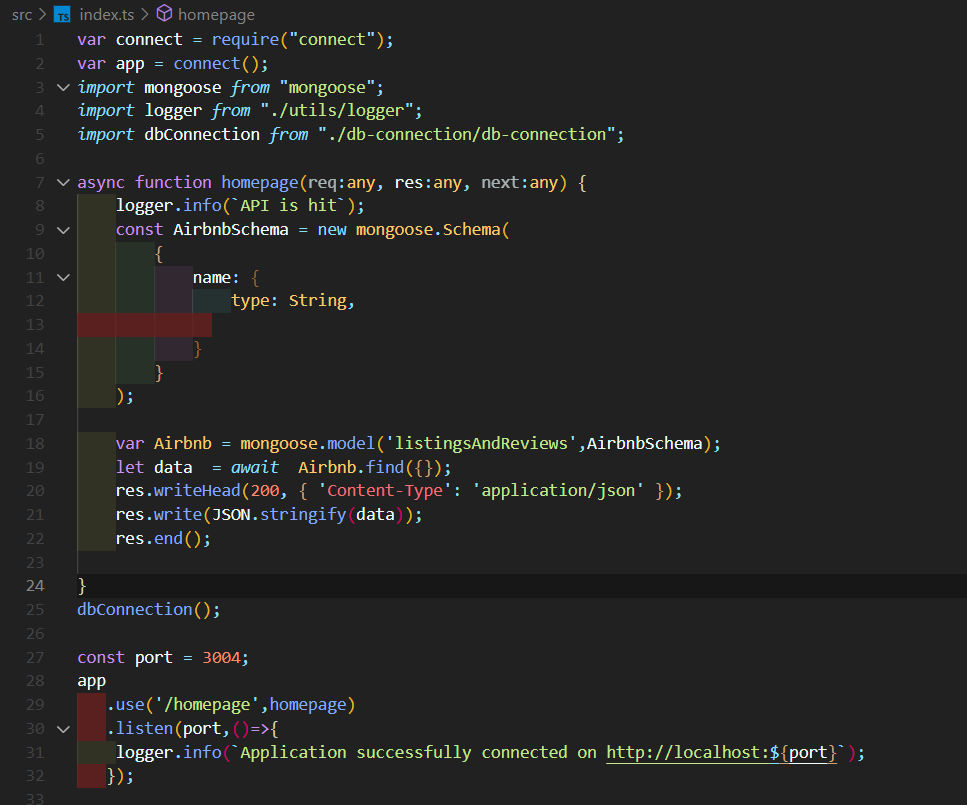 src > TS index.ts > homepage
1 var connect = require("connect");
2 var app = connect();
3 import mongoose from "mongoose";
4 import logger from "./utils/logger";
5 import dbConnection from "./db-connection/db-connection";
6
7 async function homepage(req:any, res:any, next:any) {
8 logger.info(`API is hit`);
9 const AirbnbSchema = new mongoose.Schema(
10 {
11 name: {
12 type: String,
13
14 }
15 }
16 );
17
18 var Airbnb = mongoose.model('listingsAndReviews',AirbnbSchema);
19 let data  = await  Airbnb.find({});
20 res.writeHead(200, { 'Content-Type': 'application/json' });
21 res.write(JSON.stringify(data));
22 res.end();
23
24 }
25 dbConnection();
26
27 const port = 3004;
28 app
29 .use('/homepage',homepage)
30 .listen(port,()=>{
31 logger.info(`Application successfully connected on http://localhost:${port}`);
32 });
33